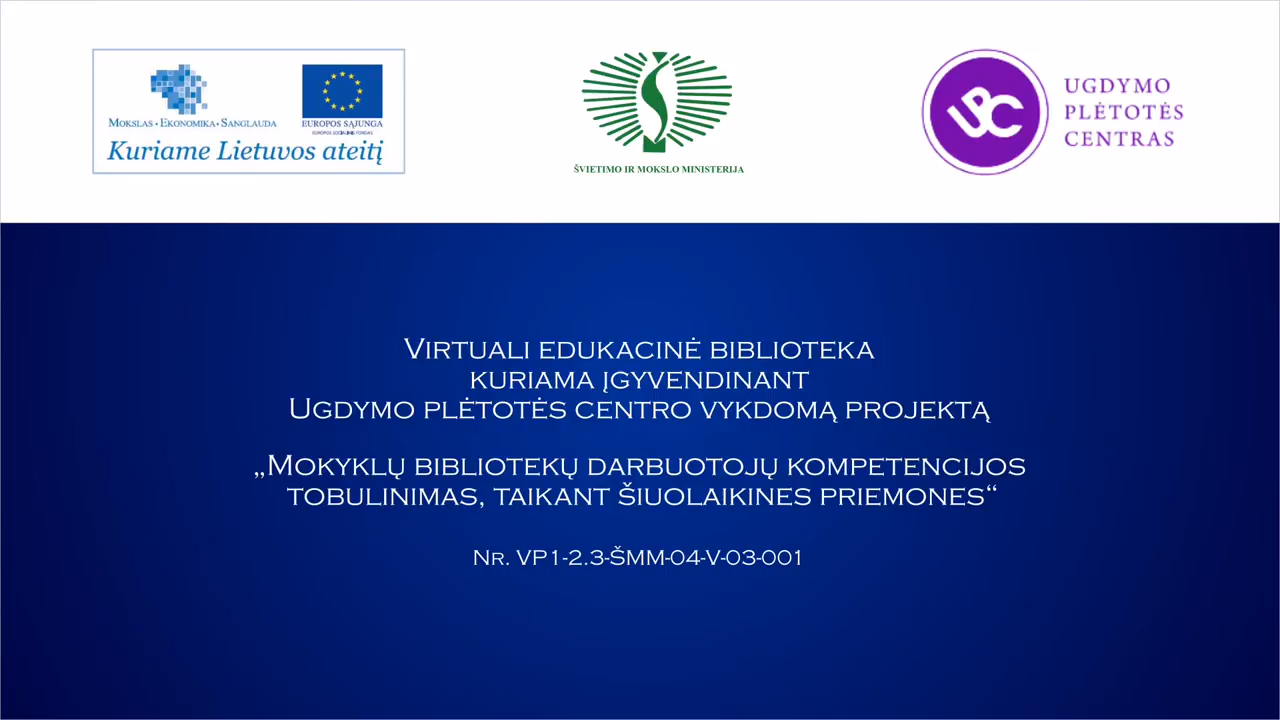 MOKSLAS • EKONOMIKA • SANGLAUDA
EUROPOS SĄJUNGA
EUROPOS SOCIALINIS FONDAS
Kuriame Lietuvos ateitį
ŠVIETIMO IR MOKSLO MINISTERIJA
UPC
UGDYMO
PLĖTOTĖS
CENTRAS
VIRTUALI EDUKACINĖ BIBLIOTEKA
KURIAMA ĮGYVENDINANT
UGDYMO PLĖTOTĖS CENTRO VYKDOMĄ PROJEKTĄ
„MOKYKLŲ BIBLIOTEKŲ DARBUOTOJŲ KOMPETENCIJOS
TOBULINIMAS, TAIKANT ŠIUOLAIKINES PRIEMONES“
NR. VP1-2.3-ŠMM-04-V-03-001